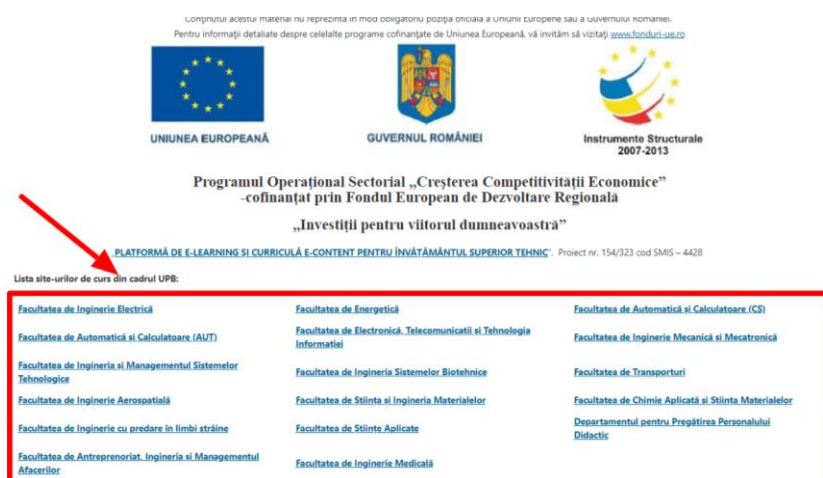 Conținutul acestui material nu reprezintă în mod obligatoriu poziția oficială a Uniunii Europene sau a Guvernului României.
Pentru informații detaliate despre celelalte programe cofinanțate de Uniunea Europeană, vă invităm să vizitați www.fonduri-ue.ro
UNIUNEA EUROPEANĂ
GUVERNUL ROMÂNIEI
Instrumente Structurale
2007-2013
Programul Operațional Sectorial „Creșterea Competitivității Economice”
-cofinanțat prin Fondul European de Dezvoltare Regională
„Investiții pentru viitorul dumneavoastră”
PLATFORMĂ DE E-LEARNING ȘI CURRICULĂ E-CONTENT PENTRU ÎNVĂȚĂMÂNTUL SUPERIOR TEHNIC”. Proiect nr. 154/323 cod SMIS – 4428
Lista site-urilor de curs din cadrul UPB:
Facultatea de Inginerie Electrică
Facultatea de Energetică
Facultatea de Automatică și Calculatoare (CS)
Facultatea de Automatică și Calculatoare (AUT)
Facultatea de Electronică, Telecomunicatii și Tehnologia
Informatiei
Facultatea de Inginerie Mecanică și Mecatronică
Facultatea de Ingineria si Managementul Sistemelor
Tehnologice
Facultatea de Ingineria Sistemelor Biotehnice
Facultatea de Transporturi
Facultatea de Inginerie Aerospațială
Facultatea de Știinta și Ingineria Materialelor
Facultatea de Chimie Aplicată si Stiinta Materialelor
Facultatea de Inginerie cu predare in limbi străine
Facultatea de Științe Aplicate
Departamentul pentru Pregătirea Personalului
Didactic
Facultatea de Antreprenoriat, Ingineria și Managementul
Afacerilor
Facultatea de Inginerie Medicală